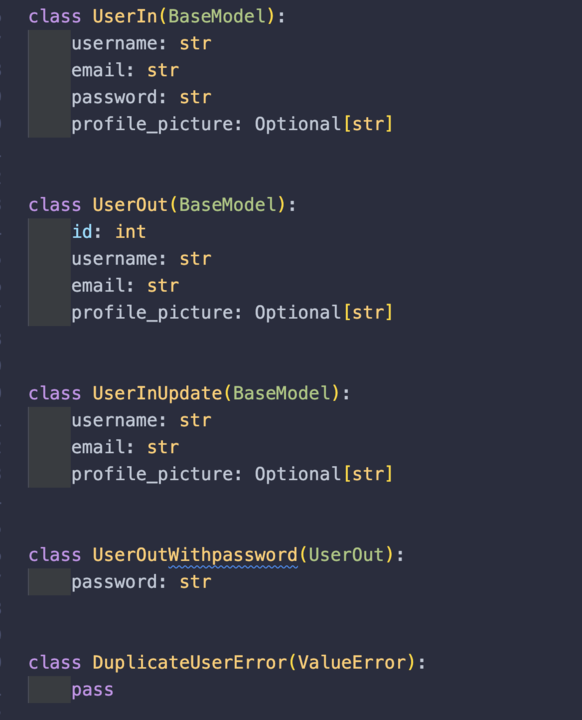 class UserIn(BaseModel):
    username: str
    email: str
    password: str
    profile_picture: Optional[str]
class UserOut(BaseModel):
    id: int
    username: str
    email: str
    profile_picture: Optional[str]
class UserInUpdate(BaseModel):
    username: str
    email: str
    profile_picture: Optional[str]
class UserOutWithpassword(UserOut):
    password: str
class DuplicateUserError(ValueError):
    pass